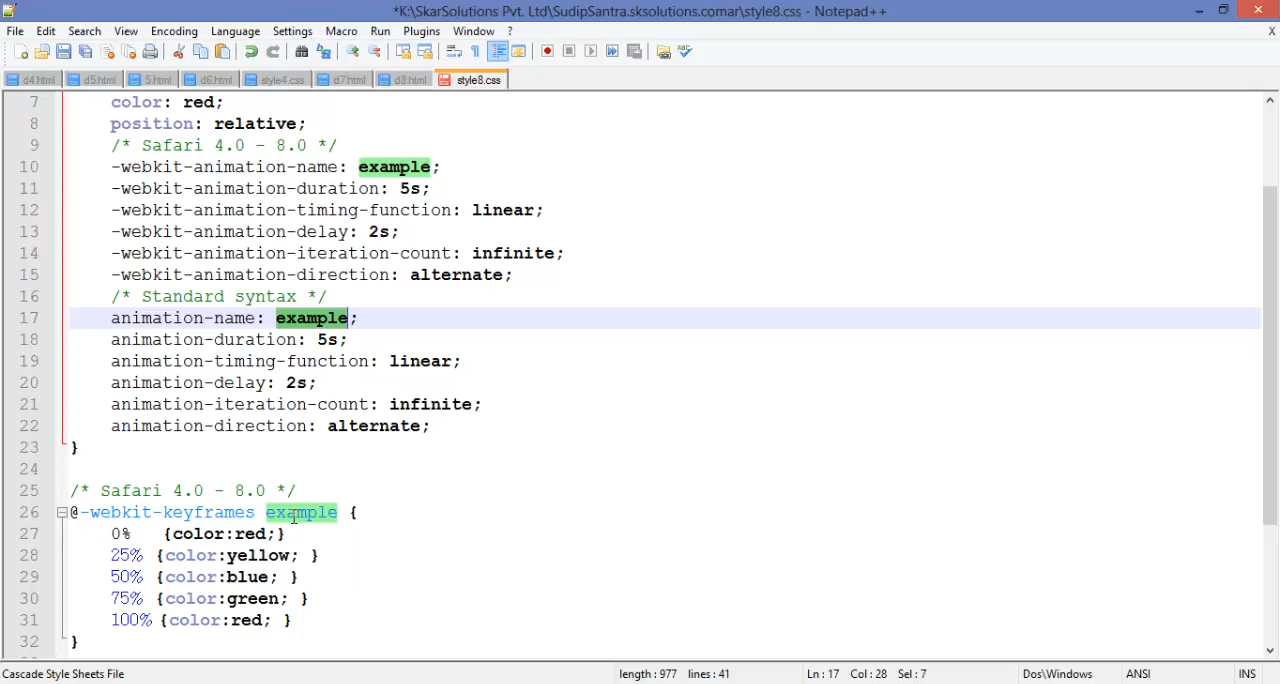 *K:\SkarSolutions Pvt. Ltd\SudipSantra.sksolutions.comar\style8.css - Notepad++
File Edit Search View Encoding Language Settings Macro Run Plugins Window ? X
d4.html d5.html 5.html d6.html style4.css d7.html d8.html style8.css
7 color: red;
8 position: relative;
9 /* Safari 4.0 - 8.0 */
10 -webkit-animation-name: example;
11 -webkit-animation-duration: 5s;
12 -webkit-animation-timing-function: linear;
13 -webkit-animation-delay: 2s;
14 -webkit-animation-iteration-count: infinite;
15 -webkit-animation-direction: alternate;
16 /* Standard syntax */
17 animation-name: example;
18 animation-duration: 5s;
19 animation-timing-function: linear;
20 animation-delay: 2s;
21 animation-iteration-count: infinite;
22 animation-direction: alternate;
23 }
24
25 /* Safari 4.0 - 8.0 */
26 @-webkit-keyframes example {
27 0% {color:red;}
28 25% {color:yellow; }
29 50% {color:blue; }
30 75% {color:green; }
31 100% {color:red; }
32 }
Cascade Style Sheets File length : 977 lines : 41 Ln : 17 Col : 28 Sel : 7 Dos\Windows ANSI INS